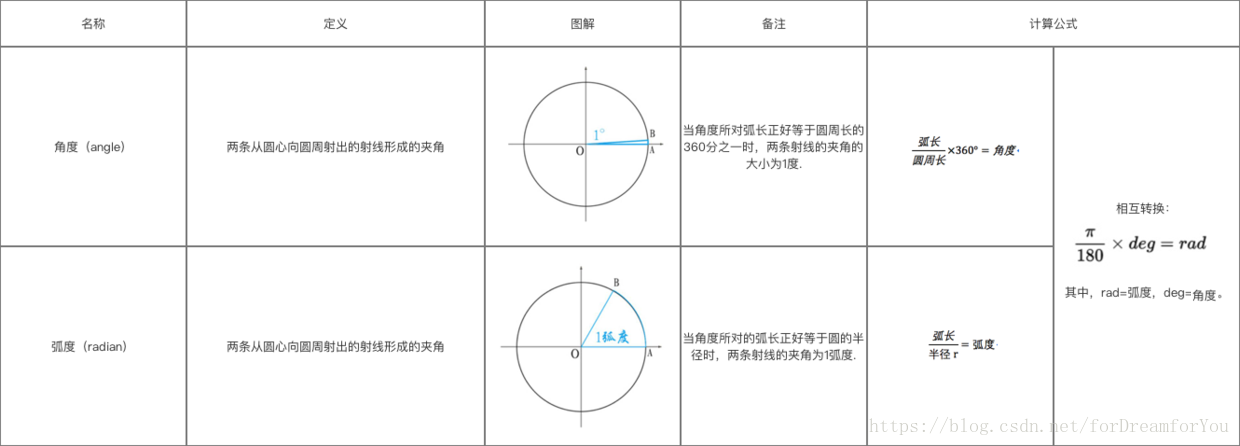 名称
定义
图解
备注
计算公式
角度（angle）
两条从圆心向圆周射出的射线形成的夹角
1°
B
O
A
当角度所对弧长正好等于圆周长的
360分之一时，两条射线的夹角的
大小为1度.
弧长
圆周长
×360° = 角度
相互转换：
π
180
× deg = rad
其中，rad=弧度，deg=角度。
弧度（radian）
两条从圆心向圆周射出的射线形成的夹角
B
1弧度
O
A
当角度所对的弧长正好等于圆的半
径时，两条射线的夹角为1弧度.
弧长
半径 r
= 弧度
https://blog.csdn.net/forDreamforYou